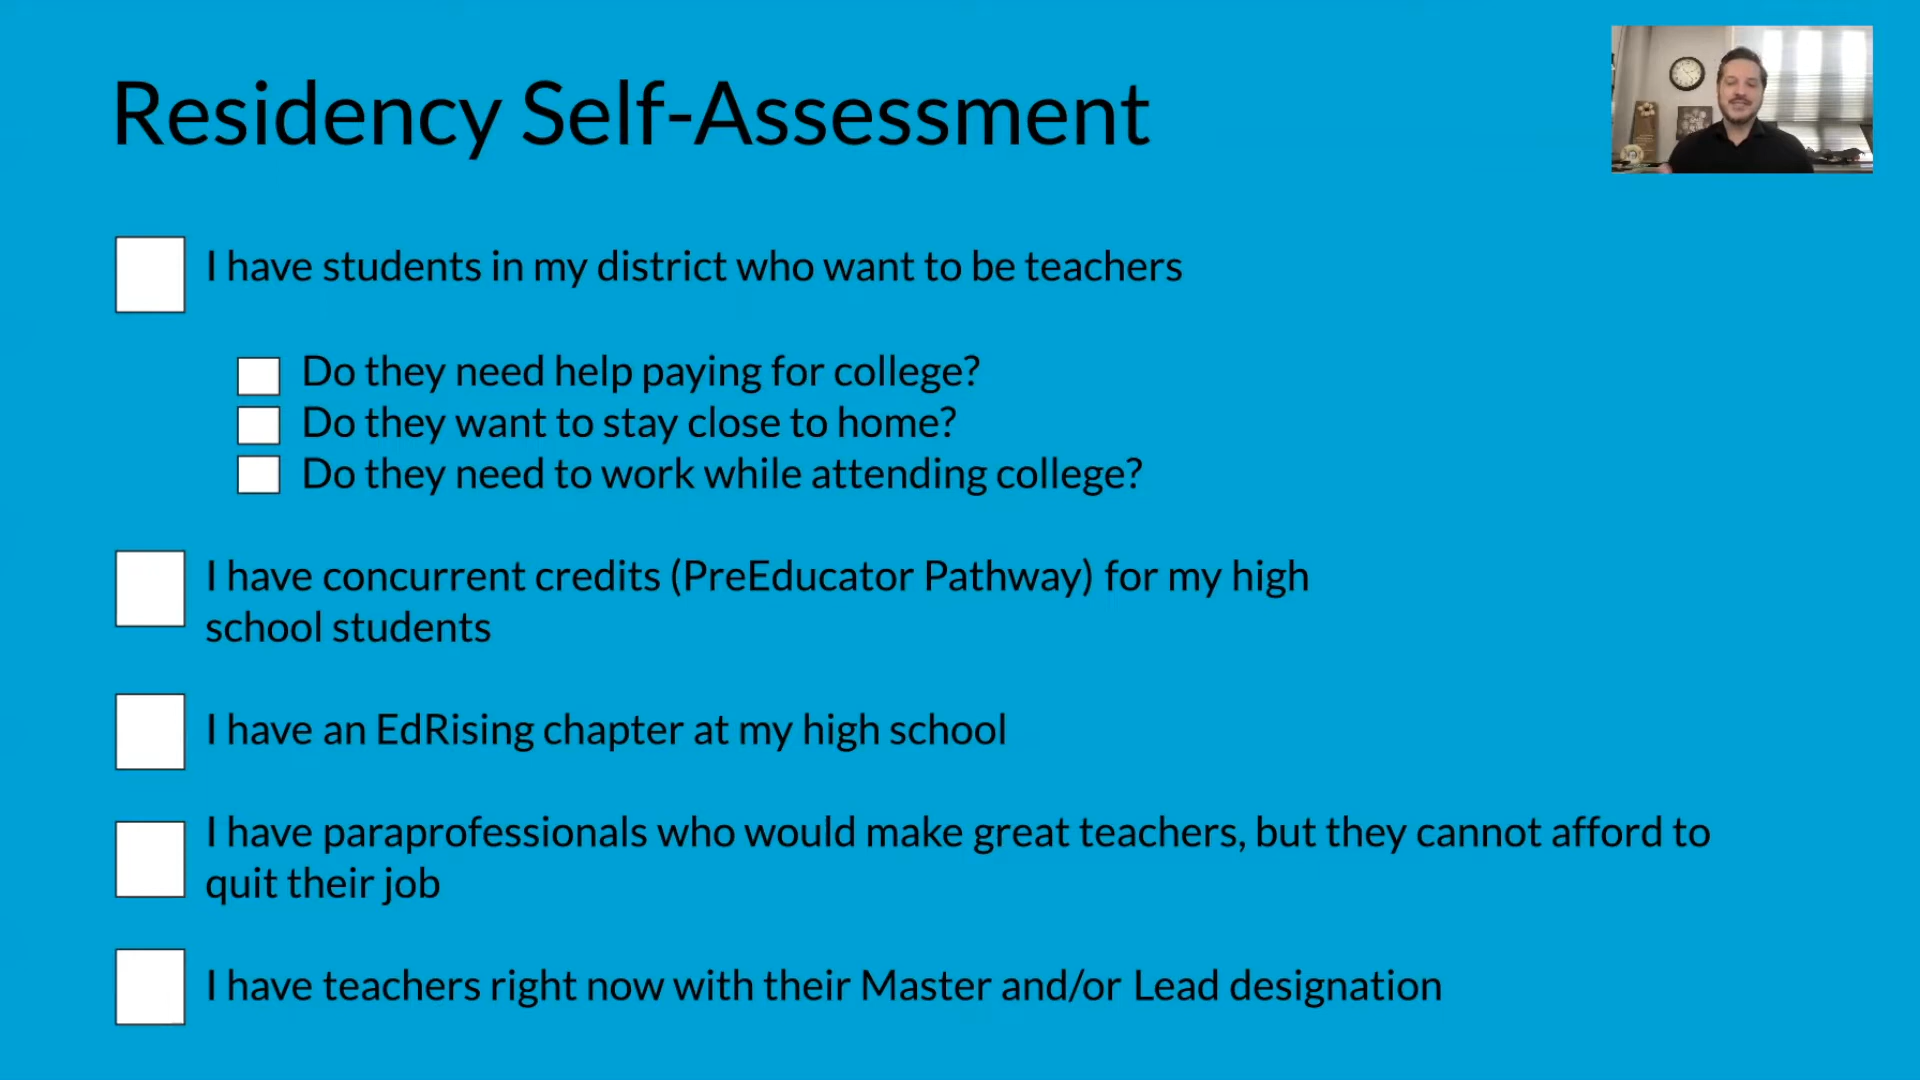 Residency Self-Assessment
I have students in my district who want to be teachers
Do they need help paying for college?
Do they want to stay close to home?
Do they need to work while attending college?
I have concurrent credits (PreEducator Pathway) for my high
school students
I have an EdRising chapter at my high school
I have paraprofessionals who would make great teachers, but they cannot afford to
quit their job
I have teachers right now with their Master and/or Lead designation